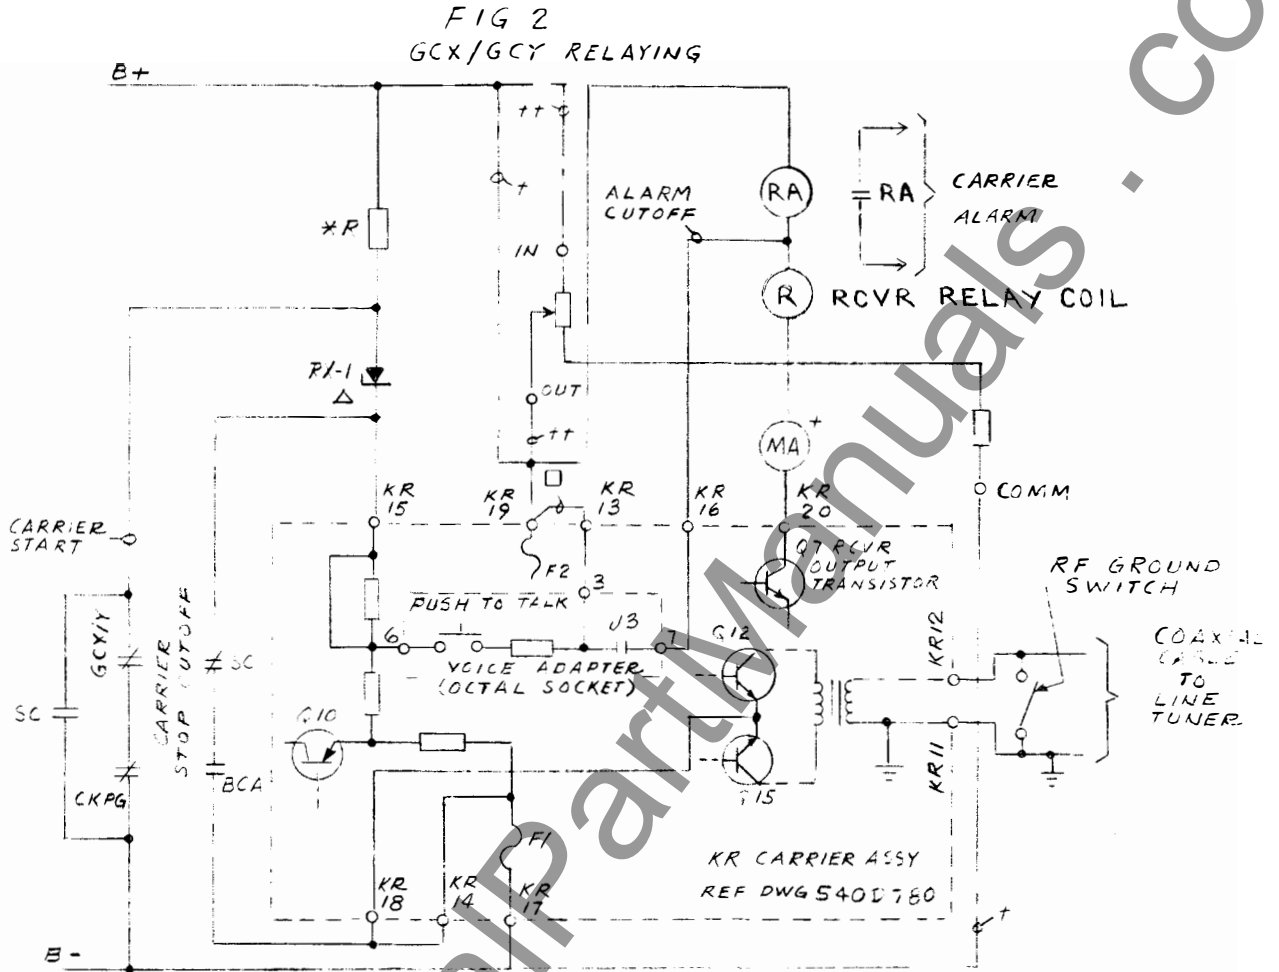 FIG 2
GCX/GCY RELAYING
B+
++
+
*R
IN
ALARM
CUTOFF
RA
RA
CARRIER
ALARM
R
RCVR RELAY COIL
RX-1
△
OUT
++
MA
+
KR
15
KR
19
KR
13
KR
16
KR
20
COMM
CARRIER
START
F2
3
Q7 RCVR
OUTPUT
TRANSISTOR
RF GROUND
SWITCH
PUSH TO TALK
6
J3
7
Q12
KR12
COAXIAL
CABLE
TO
LINE
TUNER
GCX/Y
CARRIER
STOP CUTOFF
SC
VOICE ADAPTER
(OCTAL SOCKET)
SC
Q10
KR11
CKPG
BCA
Q15
F1
KR CARRIER ASSY
REF DWG 540D780
KR
18
KR
14
KR
17
+
B-
alPartManuals.co